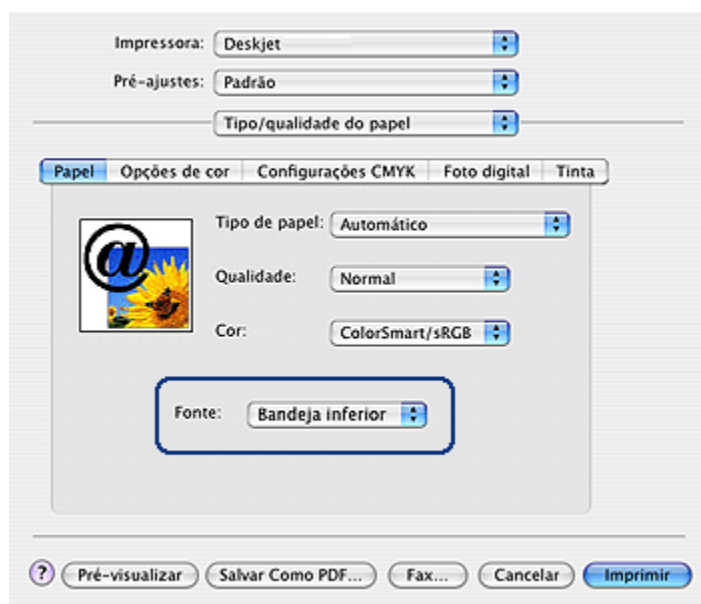 Impressora: Deskjet
Pré-ajustes: Padrão
Tipo/qualidade do papel
Papel Opções de cor Configurações CMYK Foto digital Tinta
Tipo de papel: Automático
@
Qualidade: Normal
Cor: ColorSmart/sRGB
Fonte: Bandeja inferior
? Pré-visualizar Salvar Como PDF... Fax... Cancelar Imprimir